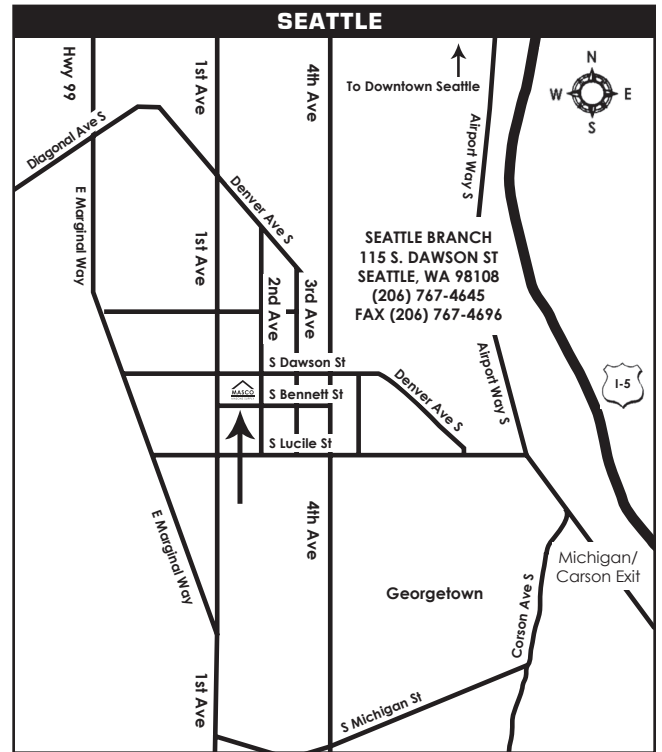 SEATTLE
Hwy 99
1st Ave
4th Ave
To Downtown Seattle
N
W
E
S
Airport Way S
Diagonal Ave S
Denver Ave S
E Marginal Way
1st Ave
2nd Ave
3rd Ave
SEATTLE BRANCH
115 S. DAWSON ST
SEATTLE, WA 98108
(206) 767-4645
FAX (206) 767-4696
Airport Way S
I-5
S Dawson St
MASCO
S Bennett St
Denver Ave S
S Lucile St
E Marginal Way
4th Ave
Georgetown
Michigan/
Carson Exit
Corson Ave S
1st Ave
S Michigan St